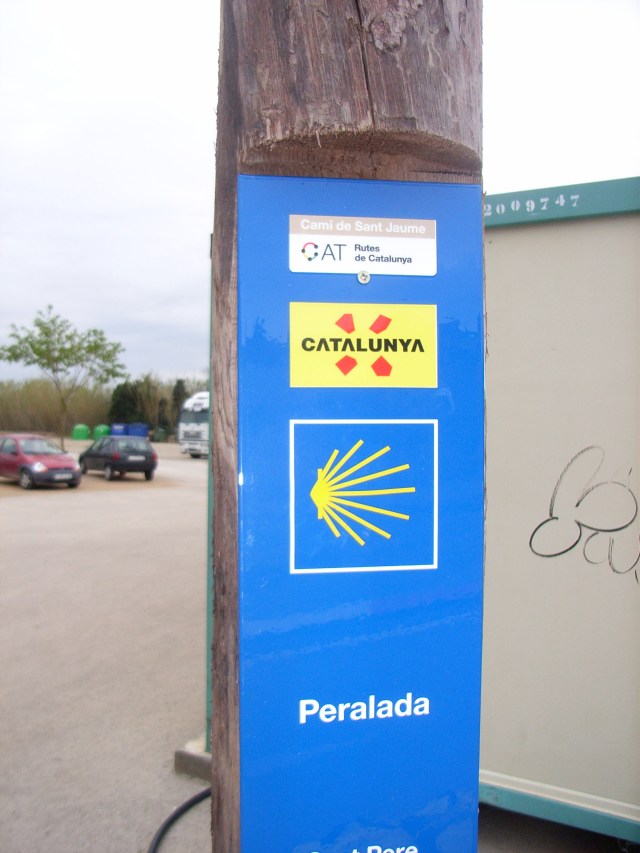 Camí de Sant Jaume
CAT Rutes
de Catalunya
CATALUNYA
Peralada
2009747